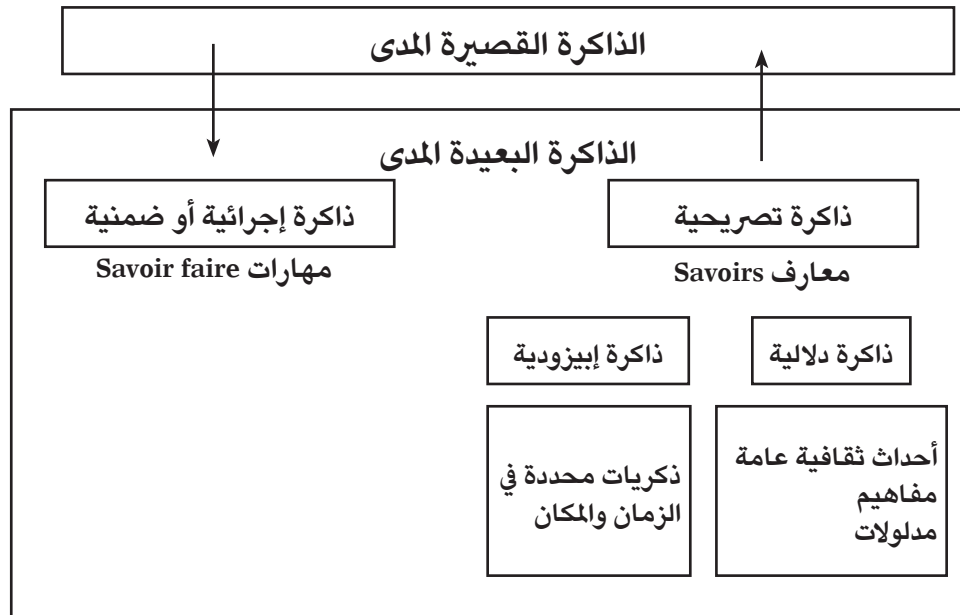 الذاكرة القصيرة المدى
الذاكرة البعيدة المدى
ذاكرة تصريحية
معارف Savoirs
ذاكرة إجرائية أو ضمنية
مهارات Savoir faire
ذاكرة دلالية
ذاكرة إبيزودية
أحداث ثقافية عامة
مفاهيم
مدلولات
ذكريات محددة في
الزمان والمكان